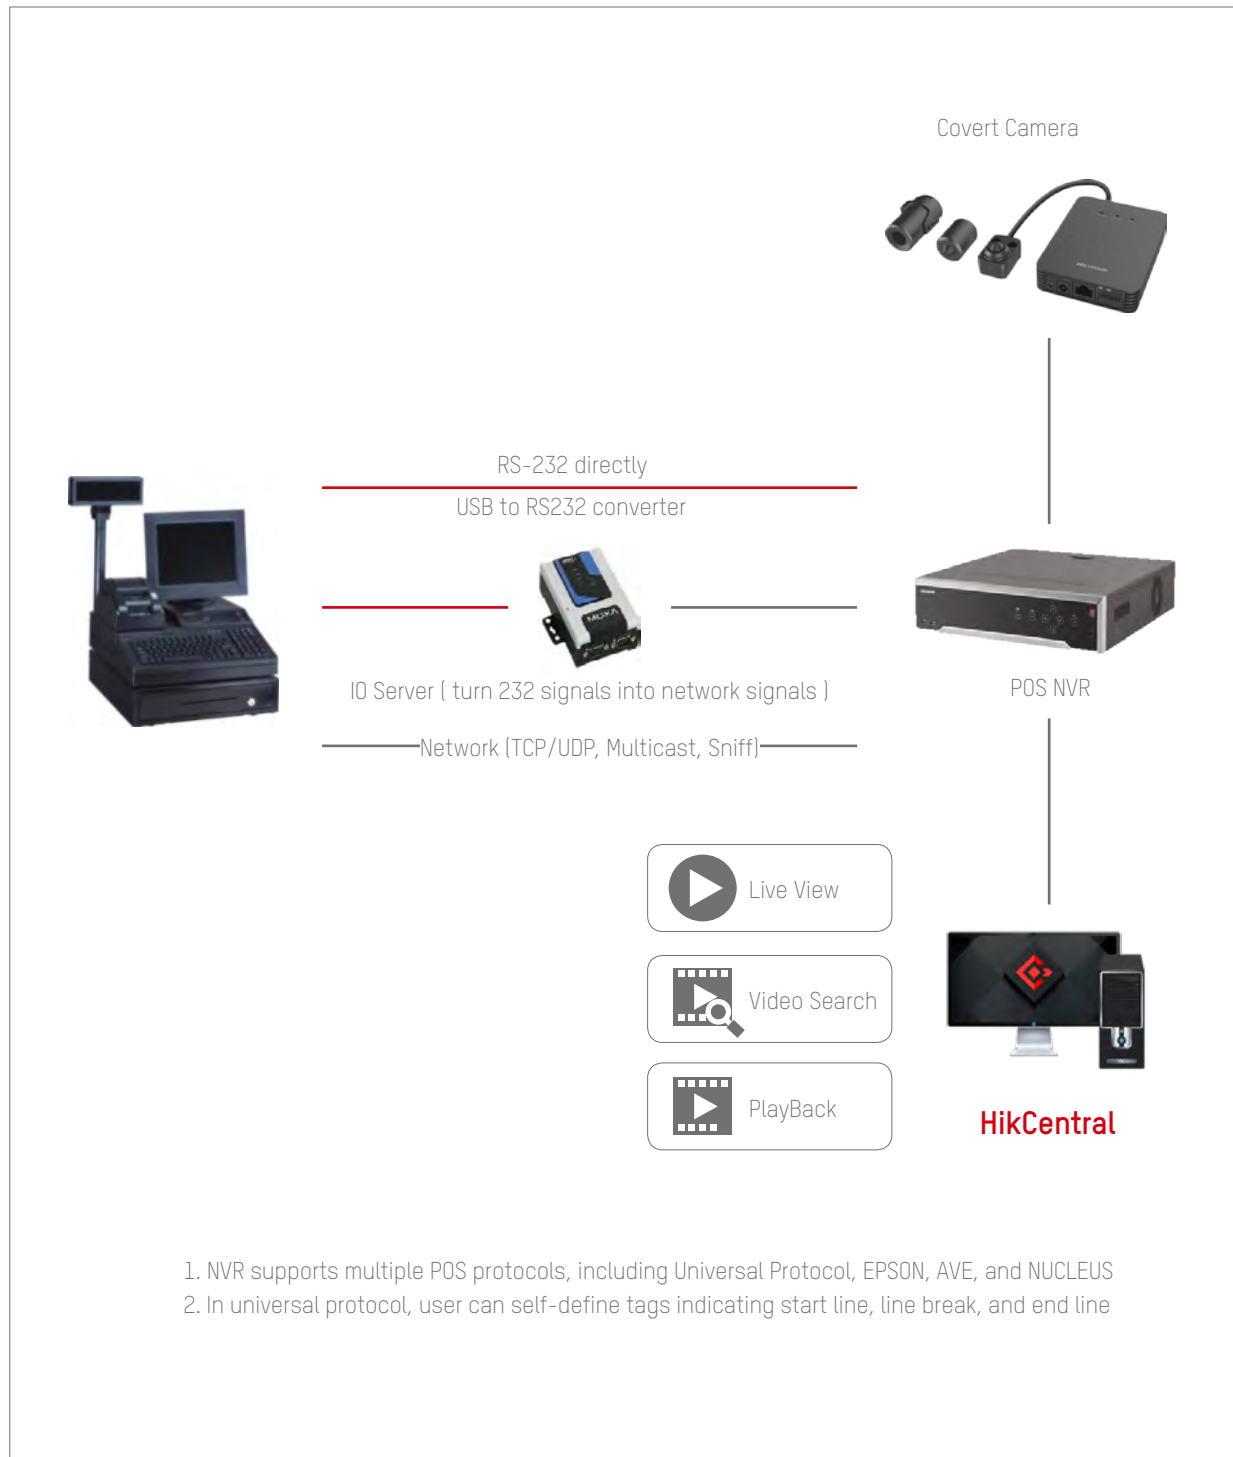 Covert Camera
RS-232 directly
USB to RS232 converter
MOXA
IO Server ( turn 232 signals into network signals )
POS NVR
Network (TCP/UDP, Multicast, Sniff)
Live View
Video Search
PlayBack
HikCentral
1. NVR supports multiple POS protocols, including Universal Protocol, EPSON, AVE, and NUCLEUS
2. In universal protocol, user can self-define tags indicating start line, line break, and end line